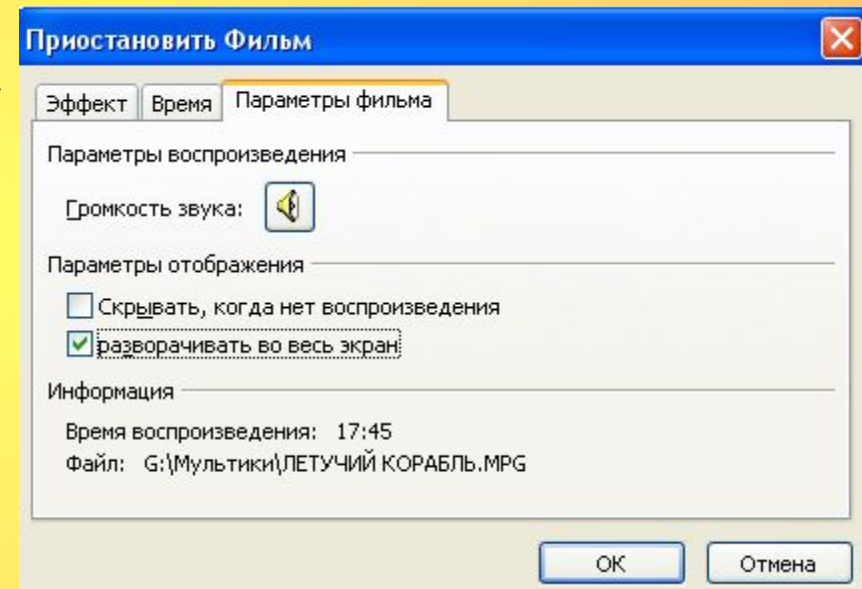 Приостановить Фильм
Эффект Время Параметры фильма
Параметры воспроизведения
Громкость звука:
Параметры отображения
Скрывать, когда нет воспроизведения
разворачивать во весь экран
Информация
Время воспроизведения: 17:45
Файл: G:\Мультики\ЛЕТУЧИЙ КОРАБЛЬ.MPG
ОК Отмена